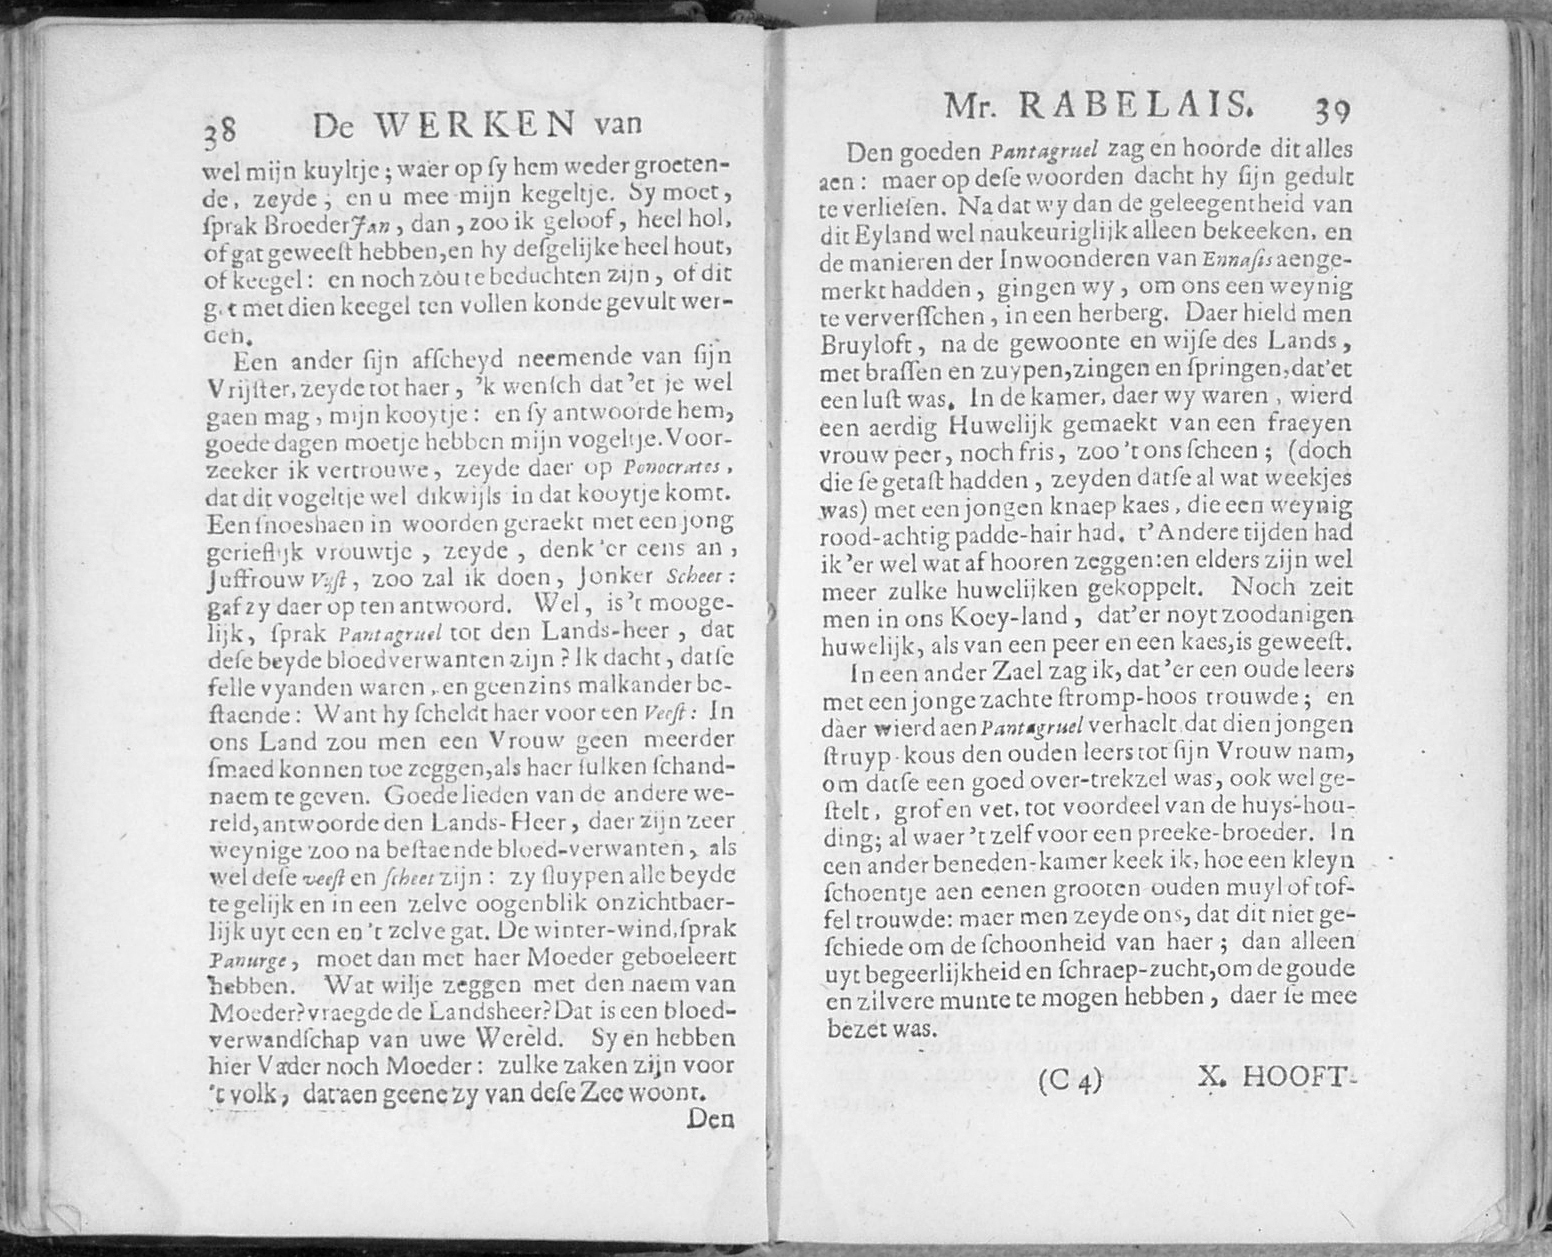 38 De WERKEN van
wel mijn kuyltje; waer op ſy hem weder groeten-
de, zeyde; en u mee mijn kegeltje. Sy moet,
ſprak Broeder Jan, dan, zoo ik geloof, heel hol,
of gat geweeſt hebben, en hy deſgelijke heel hout,
of keegel: en noch zou te beduchten zijn, of dit
gat met dien keegel ten vollen konde gevult wer-
den.
Een ander ſijn afſcheyd neemende van ſijn
Vrijſter, zeyde tot haer, 'k wenſch dat 'et je wel
gaen mag, mijn kooytje: en ſy antwoorde hem,
goede dagen moetje hebben mijn vogeltje. Voor-
zeeker ik vertrouwe, zeyde daer op Ponocrates,
dat dit vogeltje wel dikwijls in dat kooytje komt.
Een ſnoeshaen in woorden geraekt met een jong
gerieflijk vrouwtje, zeyde, denk 'er eens an,
Juffrouw Vijſt, zoo zal ik doen, Jonker Scheet:
gaf zy daer op ten antwoord. Wel, is 't mooge-
lijk, ſprak Pantagruel tot den Lands-heer, dat
deſe beyde bloedverwanten zijn? Ik dacht, datſe
felle vyanden waren, en geenzins malkander be-
ſtaende: Want hy ſcheldt haer voor een Veeſt: In
ons Land zou men een Vrouw geen meerder
ſmaed konnen toe zeggen, als haer ſulken ſchand-
naem te geven. Goede lieden van de andere we-
reld, antwoorde den Lands-Heer, daer zijn zeer
weynige zoo na beſtaende bloed-verwanten, als
wel deſe veeſt en ſcheet zijn: zy ſluypen alle beyde
te gelijk en in een zelve oogenblik onzichtbaer-
lijk uyt een en 't zelve gat. De winter-wind, ſprak
Panurge, moet dan met haer Moeder geboeleert
hebben. Wat wilje zeggen met den naem van
Moeder? vraegde de Landsheer? Dat is een bloed-
verwandſchap van uwe Wereld. Sy en hebben
hier Vader noch Moeder: zulke zaken zijn voor
't volk, dat aen geene zy van deſe Zee woont.
Den
Mr. RABELAIS. 39
Den goeden Pantagruel zag en hoorde dit alles
aen: maer op deſe woorden dacht hy ſijn gedult
te verlieſen. Na dat wy dan de geleegentheid van
dit Eyland wel naukeuriglijk alleen bekeeken, en
de manieren der Inwoonderen van Ennaſis aenge-
merkt hadden, gingen wy, om ons een weynig
te ververſſchen, in een herberg. Daer hield men
Bruyloft, na de gewoonte en wijſe des Lands,
met braſſen en zuypen, zingen en ſpringen, dat 'et
een luſt was. In de kamer, daer wy waren, wierd
een aerdig Huwelijk gemaekt van een fraeyen
vrouw peer, noch fris, zoo 't ons ſcheen; (doch
die ſe getaſt hadden, zeyden datſe al wat weekjes
was) met een jongen knaep kaes, die een weynig
rood-achtig padde-hair had. t' Andere tijden had
ik 'er wel wat af hooren zeggen: en elders zijn wel
meer zulke huwelijken gekoppelt. Noch zeit
men in ons Koey-land, dat 'er noyt zoodanigen
huwelijk, als van een peer en een kaes, is geweeſt.
In een ander Zael zag ik, dat 'er een oude leers
met een jonge zachte ſtromp-hoos trouwde; en
daer wierd aen Pantagruel verhaelt dat dien jongen
ſtruyp-kous den ouden leers tot ſijn Vrouw nam,
om datſe een goed over-trekzel was, ook wel ge-
ſtelt, grof en vet, tot voordeel van de huys-hou-
ding; al waer 't zelf voor een preeke-broeder. In
een ander beneden-kamer keek ik, hoe een kleyn
ſchoentje aen eenen grooten ouden muyl of tof-
fel trouwde: maer men zeyde ons, dat dit niet ge-
ſchiede om de ſchoonheid van haer; dan alleen
uyt begeerlijkheid en ſchraep-zucht, om de goude
en zilvere munte te mogen hebben, daer ſe mee
bezet was.
(C 4) X. HOOFT-